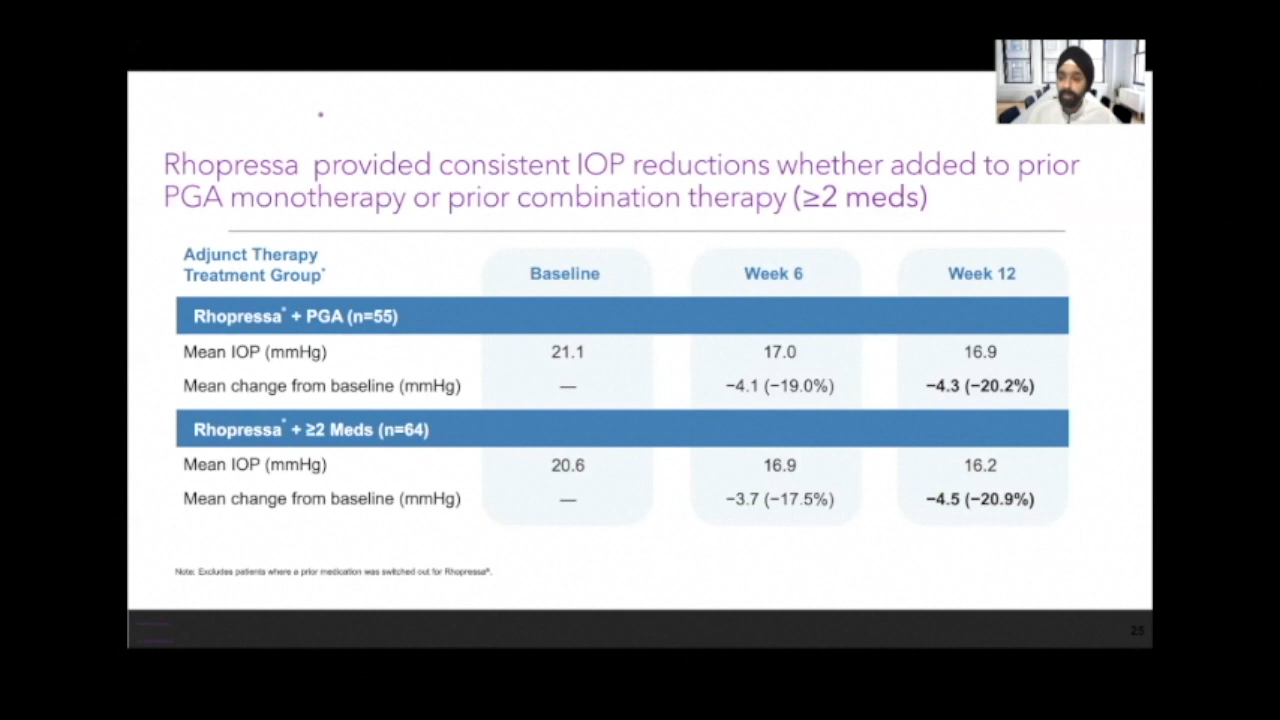 Rhopressa provided consistent IOP reductions whether added to prior
PGA monotherapy or prior combination therapy (≥2 meds)
Adjunct Therapy
Treatment Group*
Baseline
Week 6
Week 12
Rhopressa* + PGA (n=55)
Mean IOP (mmHg) 21.1 17.0 16.9
Mean change from baseline (mmHg) — −4.1 (−19.0%) −4.3 (−20.2%)
Rhopressa* + ≥2 Meds (n=64)
Mean IOP (mmHg) 20.6 16.9 16.2
Mean change from baseline (mmHg) — −3.7 (−17.5%) −4.5 (−20.9%)
Note: Excludes patients where a prior medication was switched out for Rhopressa®.
25